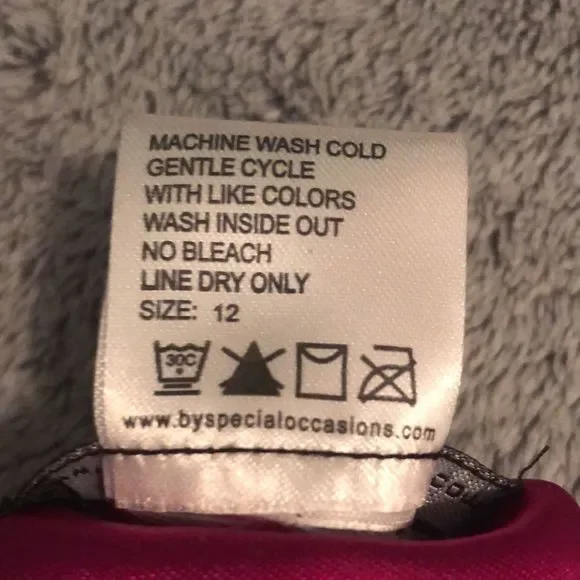 MACHINE WASH COLD
GENTLE CYCLE
WITH LIKE COLORS
WASH INSIDE OUT
NO BLEACH
LINE DRY ONLY
SIZE: 12
30C
www.byspecialoccasions.com